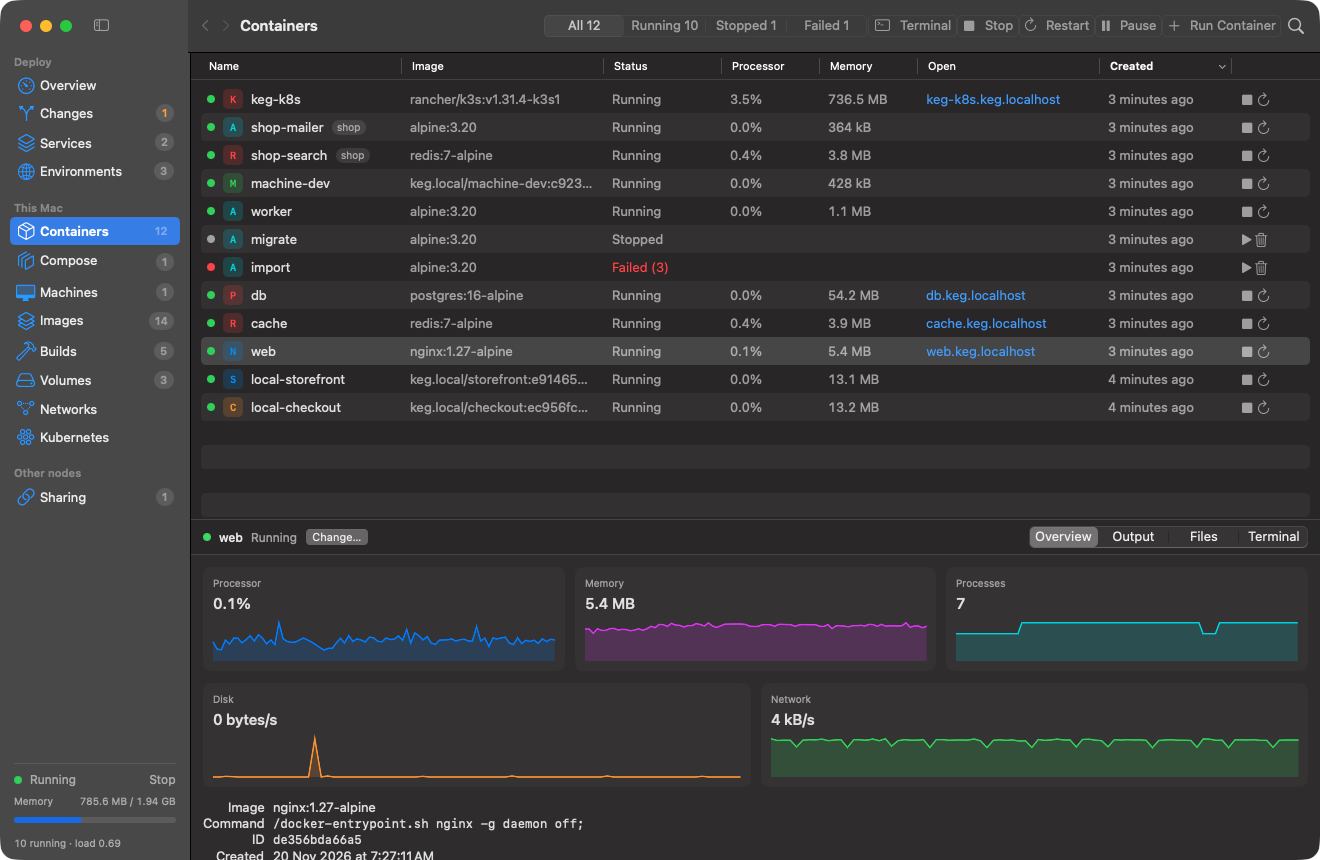 Containers
All 12 Running 10 Stopped 1 Failed 1 Terminal Stop Restart Pause Run Container
Deploy
Overview
Changes 1
Services 2
Environments 3
This Mac
Containers 12
Compose 1
Machines 1
Images 14
Builds 5
Volumes 3
Networks
Kubernetes
Other nodes
Sharing 1
Running Stop
Memory 785.6 MB / 1.94 GB
10 running · load 0.69
Name Image Status Processor Memory Open Created
K keg-k8s rancher/k3s:v1.31.4-k3s1 Running 3.5% 736.5 MB keg-k8s.keg.localhost 3 minutes ago
A shop-mailer shop alpine:3.20 Running 0.0% 364 kB 3 minutes ago
R shop-search shop redis:7-alpine Running 0.4% 3.8 MB 3 minutes ago
M machine-dev keg.local/machine-dev:c923... Running 0.0% 428 kB 3 minutes ago
A worker alpine:3.20 Running 0.0% 1.1 MB 3 minutes ago
A migrate alpine:3.20 Stopped 3 minutes ago
A import alpine:3.20 Failed (3) 3 minutes ago
P db postgres:16-alpine Running 0.0% 54.2 MB db.keg.localhost 3 minutes ago
R cache redis:7-alpine Running 0.4% 3.9 MB cache.keg.localhost 3 minutes ago
N web nginx:1.27-alpine Running 0.1% 5.4 MB web.keg.localhost 3 minutes ago
S local-storefront keg.local/storefront:e91465... Running 0.0% 13.1 MB 4 minutes ago
C local-checkout keg.local/checkout:ec956fc... Running 0.0% 13.2 MB 4 minutes ago
web Running Change... Overview Output Files Terminal
Processor
0.1%
Memory
5.4 MB
Processes
7
Disk
0 bytes/s
Network
4 kB/s
Image nginx:1.27-alpine
Command /docker-entrypoint.sh nginx -g daemon off;
ID de356bda66a5
Created 20 Nov 2026 at 7:27:11 AM